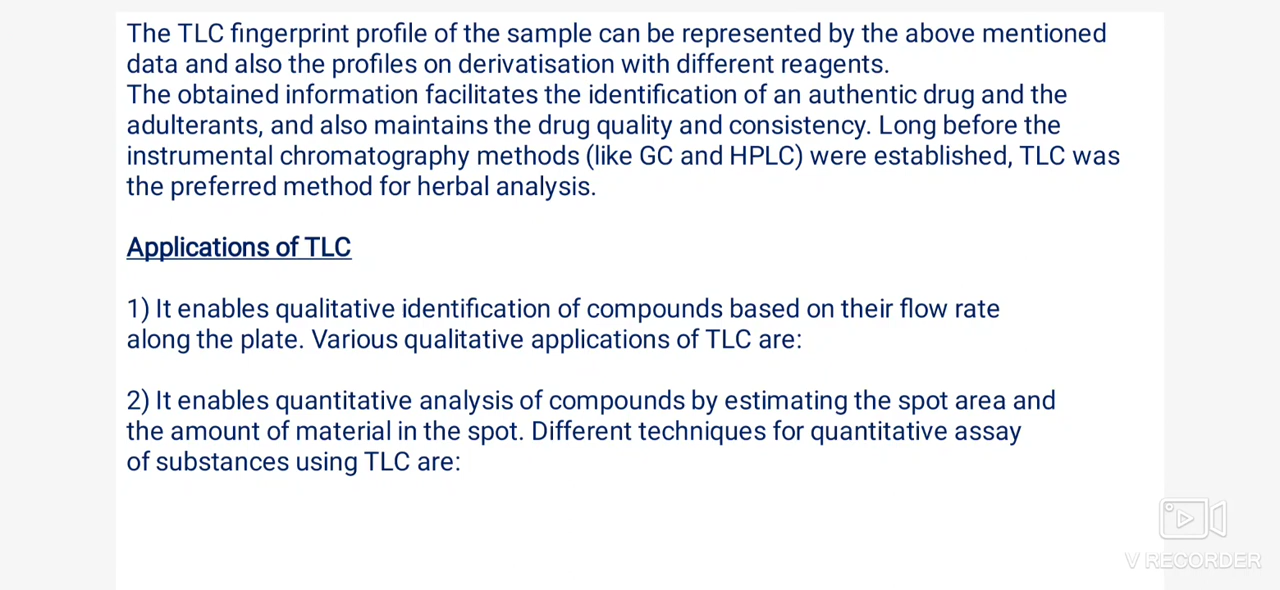 The TLC fingerprint profile of the sample can be represented by the above mentioned
data and also the profiles on derivatisation with different reagents.
The obtained information facilitates the identification of an authentic drug and the
adulterants, and also maintains the drug quality and consistency. Long before the
instrumental chromatography methods (like GC and HPLC) were established, TLC was
the preferred method for herbal analysis.
Applications of TLC
1) It enables qualitative identification of compounds based on their flow rate
along the plate. Various qualitative applications of TLC are:
2) It enables quantitative analysis of compounds by estimating the spot area and
the amount of material in the spot. Different techniques for quantitative assay
of substances using TLC are:
V RECORDER